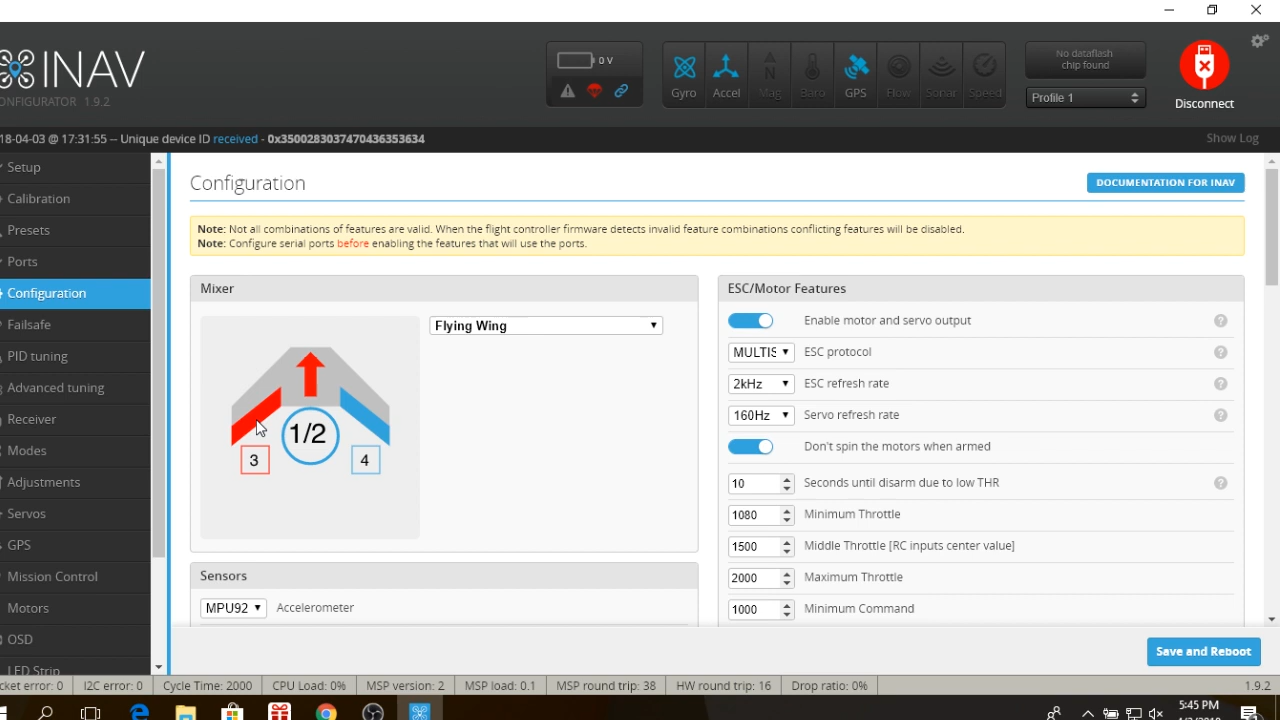 INAV
0 V
Gyro Accel Mag Baro GPS Flow Sonar Speed
No dataflash
chip found
Profile 1
Disconnect
ONFIGURATOR 1.9.2
18-04-03 @ 17:31:55 -- Unique device ID received - 0x3500283037470436353634
Show Log
Setup
Calibration
Presets
Ports
Configuration
Failsafe
PID tuning
Advanced tuning
Receiver
Modes
Adjustments
Servos
GPS
Mission Control
Motors
OSD
LED Strip
Configuration
DOCUMENTATION FOR INAV
Note: Not all combinations of features are valid. When the flight controller firmware detects invalid feature combinations conflicting features will be disabled.
Note: Configure serial ports before enabling the features that will use the ports.
Mixer
Flying Wing
1/2
3
4
Sensors
MPU92 Accelerometer
ESC/Motor Features
Enable motor and servo output
MULTIS ESC protocol
2kHz ESC refresh rate
160Hz Servo refresh rate
Don't spin the motors when armed
10 Seconds until disarm due to low THR
1080 Minimum Throttle
1500 Middle Throttle [RC inputs center value]
2000 Maximum Throttle
1000 Minimum Command
Save and Reboot
cket error: 0 I2C error: 0 Cycle Time: 2000 CPU Load: 0% MSP version: 2 MSP load: 0.1 MSP round trip: 38 HW round trip: 16 Drop ratio: 0% 1.9.2
5:45 PM